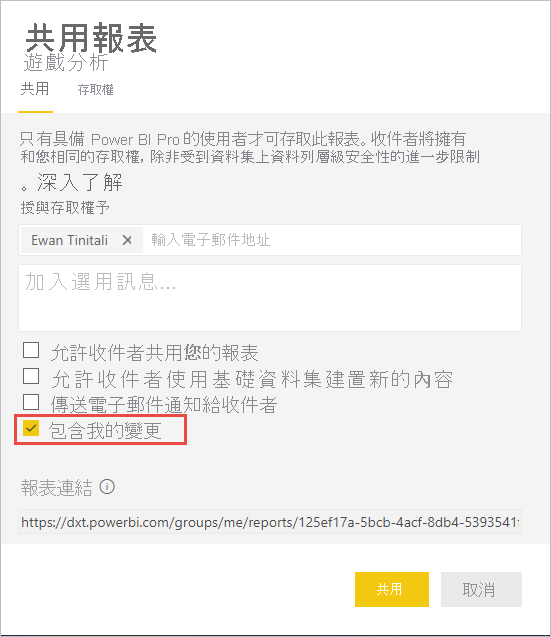 共用報表
遊戲分析
共用 存取權
只有具備 Power BI Pro 的使用者才可存取此報表。收件者將擁有
和您相同的存取權, 除非受到資料集上資料列層級安全性的進一步限制
。深入了解
授與存取權予
Ewan Tinitali 輸入電子郵件地址
加入選用訊息...
允許收件者共用您的報表
允許收件者使用基礎資料集建置新的內容
傳送電子郵件通知給收件者
包含我的變更
報表連結
https://dxt.powerbi.com/groups/me/reports/125ef17a-5bcb-4acf-8db4-5393541f
共用 取消